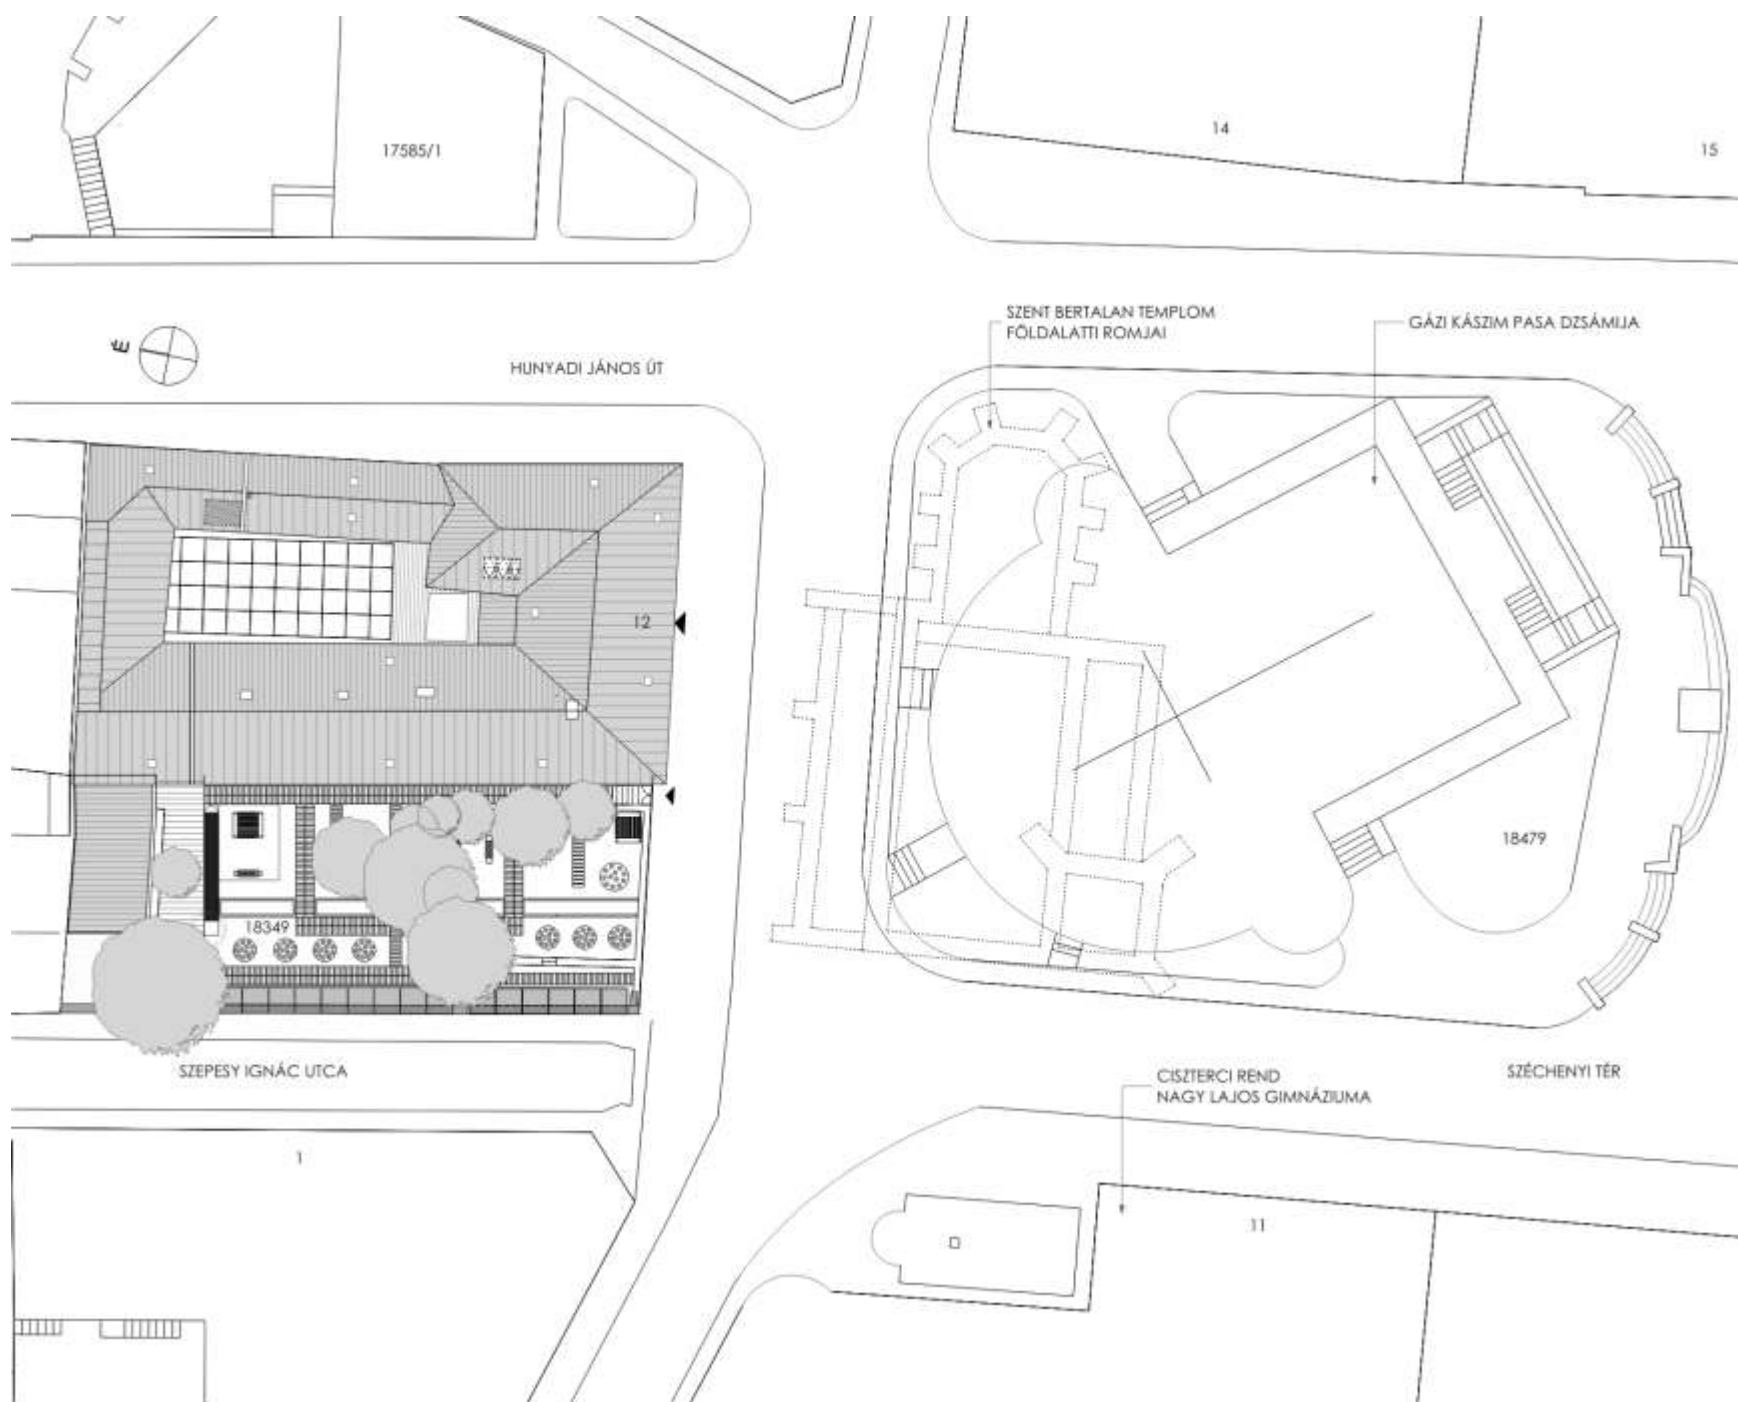 17585/1
14
15
SZENT BERTALAN TEMPLOM
FÖLDALATTI ROMJAI
GÁZI KÁSZIM PASA DZSÁMIJA
É
HUNYADI JÁNOS ÚT
12
18479
18349
SZEPESY IGNÁC UTCA
CISZTERCI REND
NAGY LAJOS GIMNÁZIUMA
SZÉCHENYI TÉR
1
11